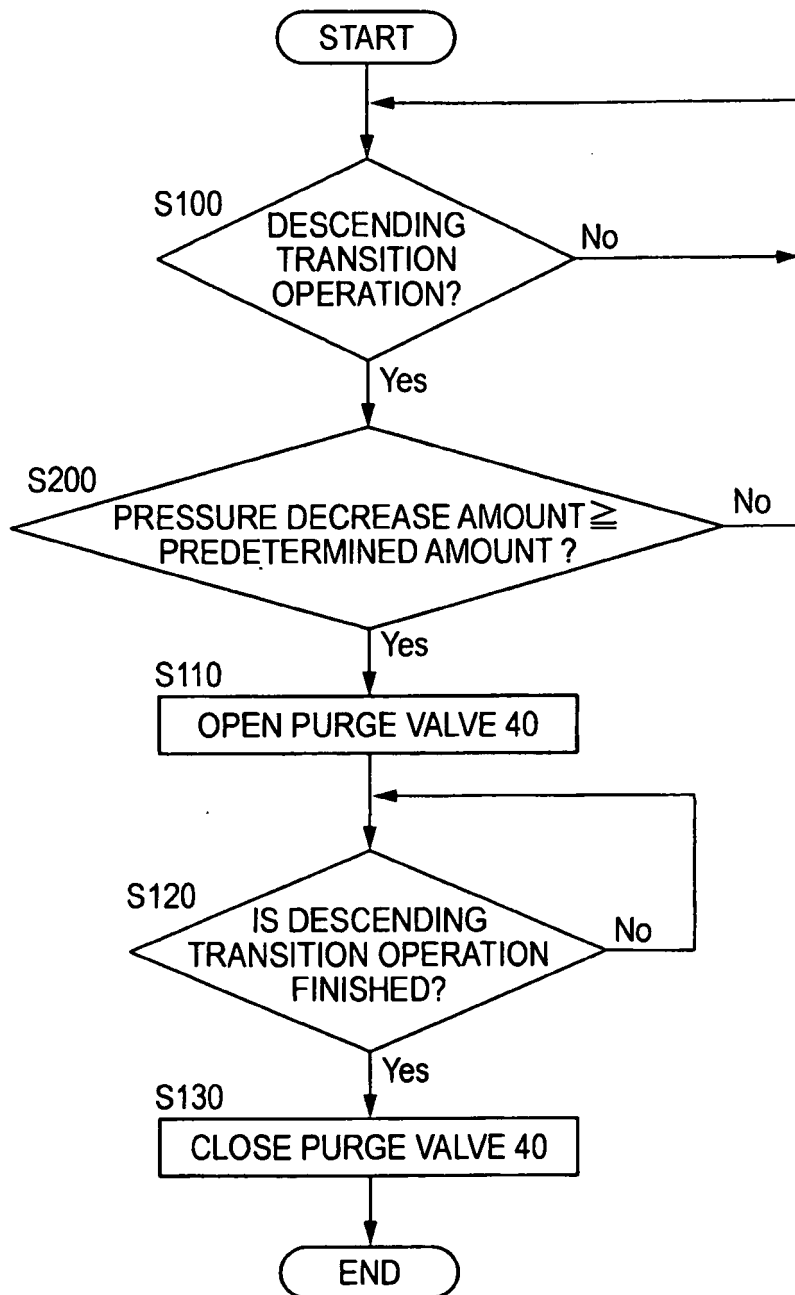 START
S100
DESCENDING
TRANSITION
OPERATION?
No
Yes
S200
PRESSURE DECREASE AMOUNT ≧
PREDETERMINED AMOUNT ?
No
Yes
S110
OPEN PURGE VALVE 40
S120
IS DESCENDING
TRANSITION OPERATION
FINISHED?
No
Yes
S130
CLOSE PURGE VALVE 40
END